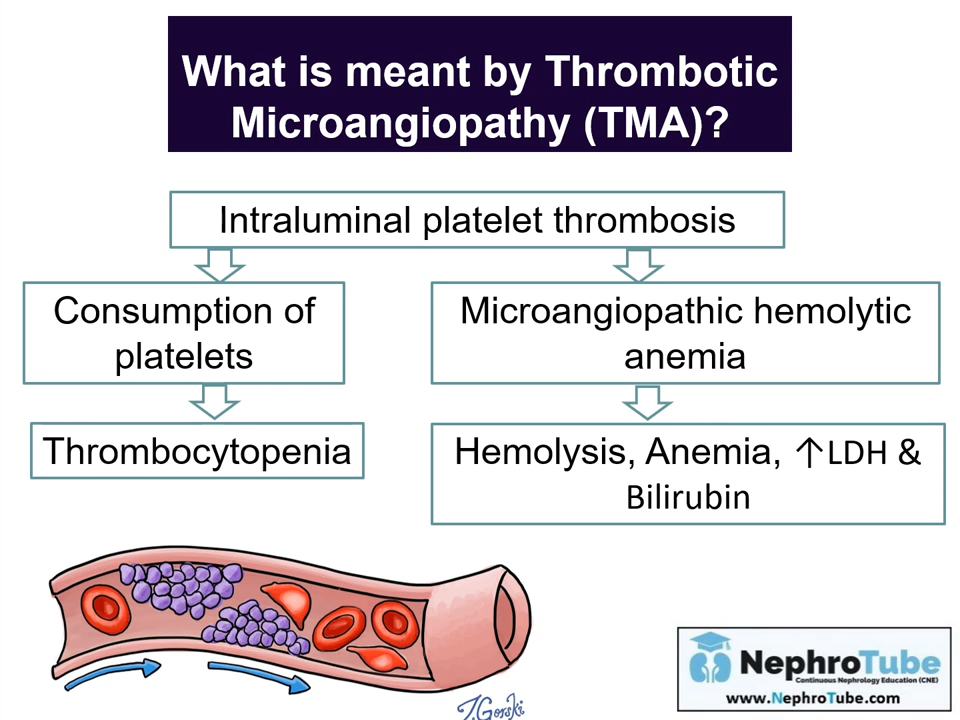 What is meant by Thrombotic
Microangiopathy (TMA)?
Intraluminal platelet thrombosis
Consumption of
platelets
Microangiopathic hemolytic
anemia
Thrombocytopenia
Hemolysis, Anemia, ↑LDH &
Bilirubin
J.Gorski
NephroTube
Continuous Nephrology Education (CNE)
www.NephroTube.com